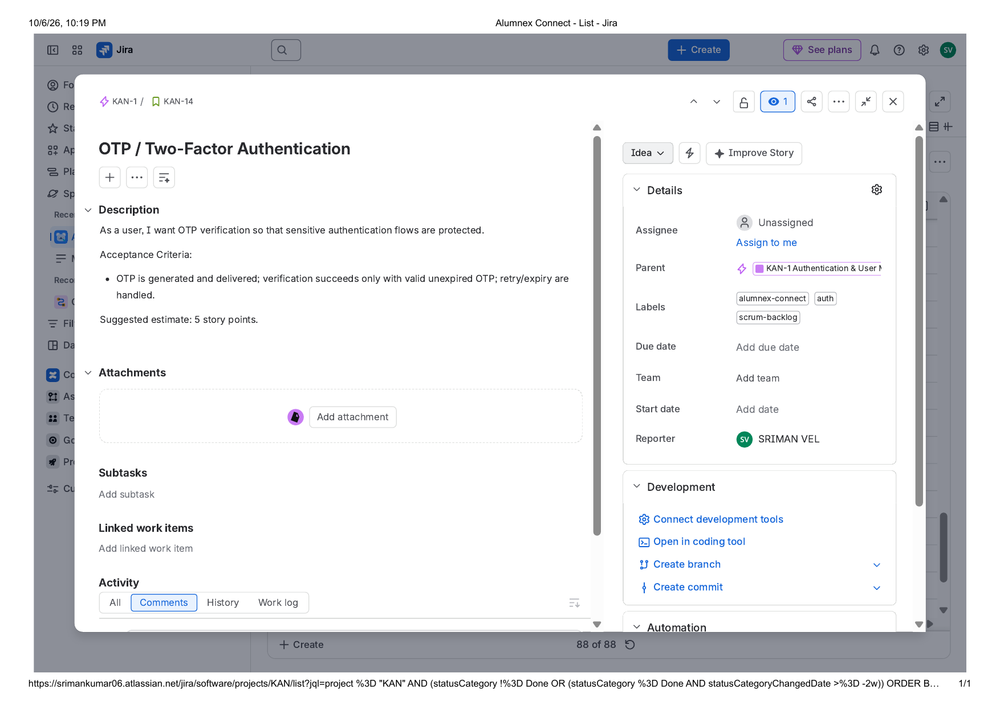 10/6/26, 10:19 PM
Alumnex Connect - List - Jira
Jira
Create
See plans
SV
Fo
Re
Sta
Ap
Pla
Sp
Rece
A
M
Reco
C
Fil
Da
Co
As
Te
Go
Pr
Cu
KAN-1 /
KAN-14
1
OTP / Two-Factor Authentication
Description
As a user, I want OTP verification so that sensitive authentication flows are protected.
Acceptance Criteria:
• OTP is generated and delivered; verification succeeds only with valid unexpired OTP; retry/expiry are
handled.
Suggested estimate: 5 story points.
Attachments
Add attachment
Subtasks
Add subtask
Linked work items
Add linked work item
Activity
All
Comments
History
Work log
Idea
Improve Story
Details
Assignee
Unassigned
Assign to me
Parent
KAN-1 Authentication & User M
Labels
alumnex-connect
auth
scrum-backlog
Due date
Add due date
Team
Add team
Start date
Add date
Reporter
SV
SRIMAN VEL
Development
Connect development tools
Open in coding tool
Create branch
Create commit
Automation
Create
88 of 88
https://srimankumar06.atlassian.net/jira/software/projects/KAN/list?jql=project %3D "KAN" AND (statusCategory !%3D Done OR (statusCategory %3D Done AND statusCategoryChangedDate >%3D -2w)) ORDER B…
1/1